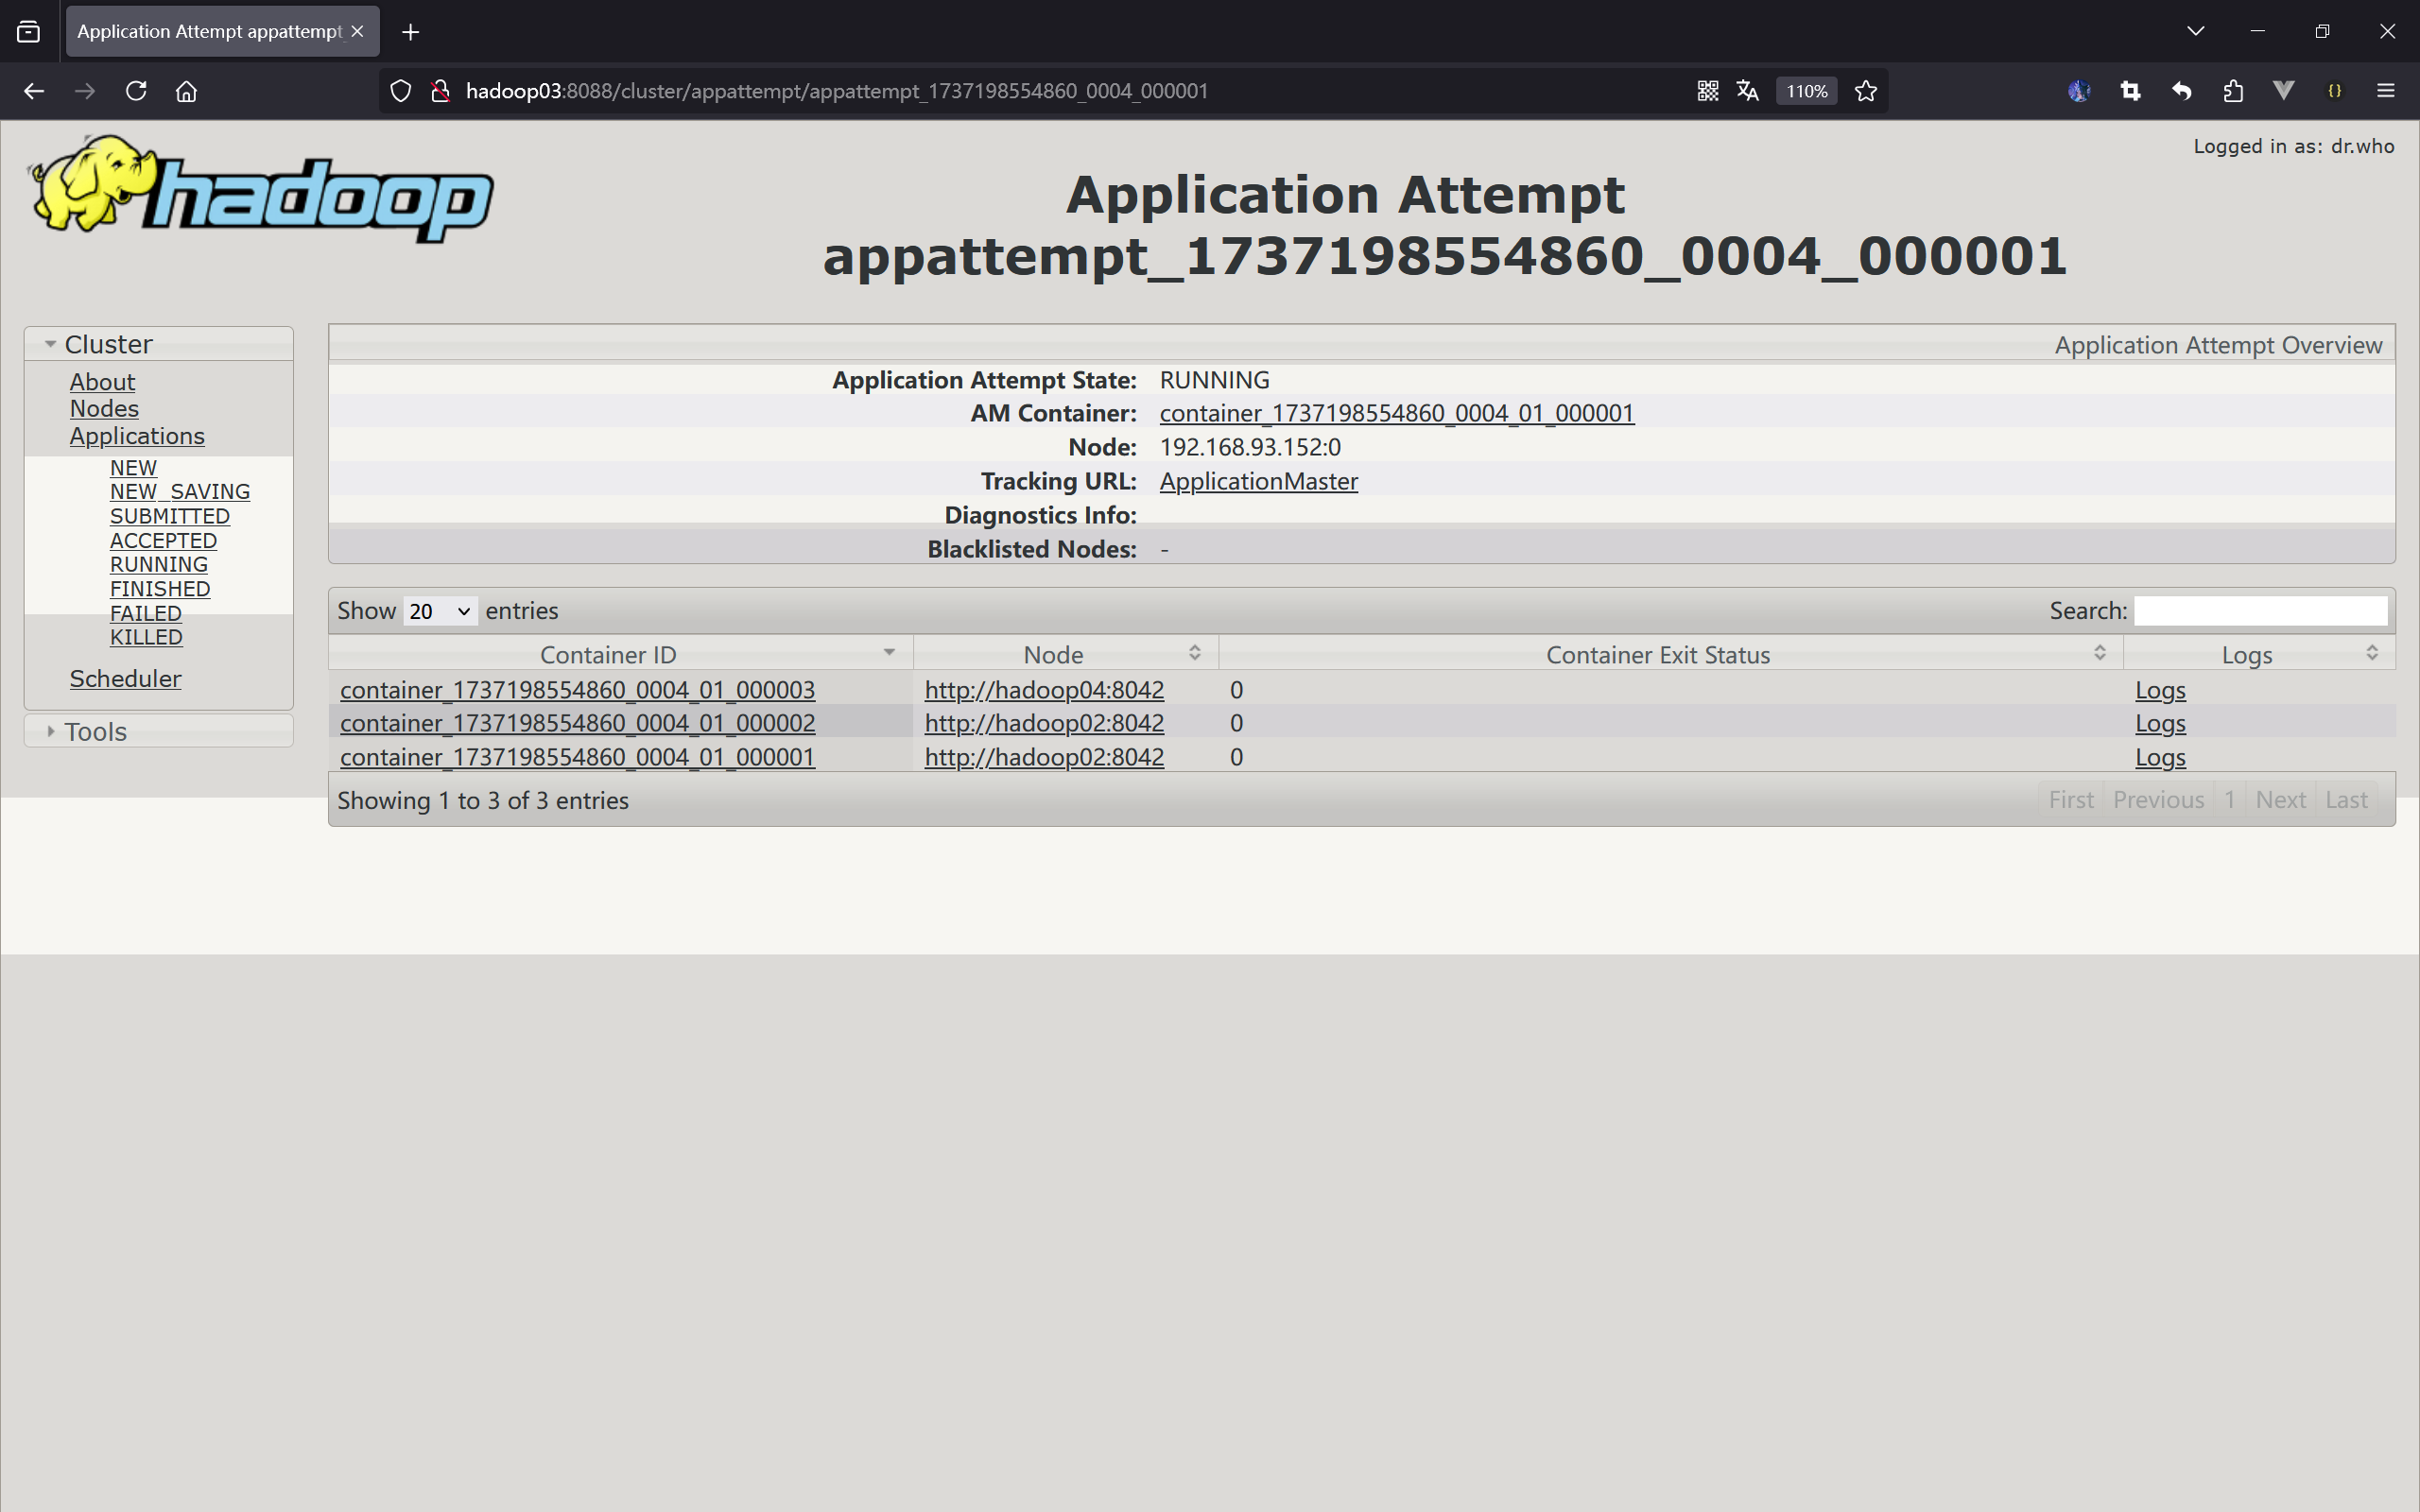 Application Attempt appattempt_
hadoop03:8088/cluster/appattempt/appattempt_1737198554860_0004_000001
110%
hadoop
Logged in as: dr.who
Application Attempt
appattempt_1737198554860_0004_000001
Cluster
About
Nodes
Applications
NEW
NEW_SAVING
SUBMITTED
ACCEPTED
RUNNING
FINISHED
FAILED
KILLED
Scheduler
Tools
Application Attempt Overview
Application Attempt State: RUNNING
AM Container: container_1737198554860_0004_01_000001
Node: 192.168.93.152:0
Tracking URL: ApplicationMaster
Diagnostics Info:
Blacklisted Nodes: -
Show 20 entries Search:
Container ID Node Container Exit Status Logs
container_1737198554860_0004_01_000003 http://hadoop04:8042 0 Logs
container_1737198554860_0004_01_000002 http://hadoop02:8042 0 Logs
container_1737198554860_0004_01_000001 http://hadoop02:8042 0 Logs
Showing 1 to 3 of 3 entries First Previous 1 Next Last